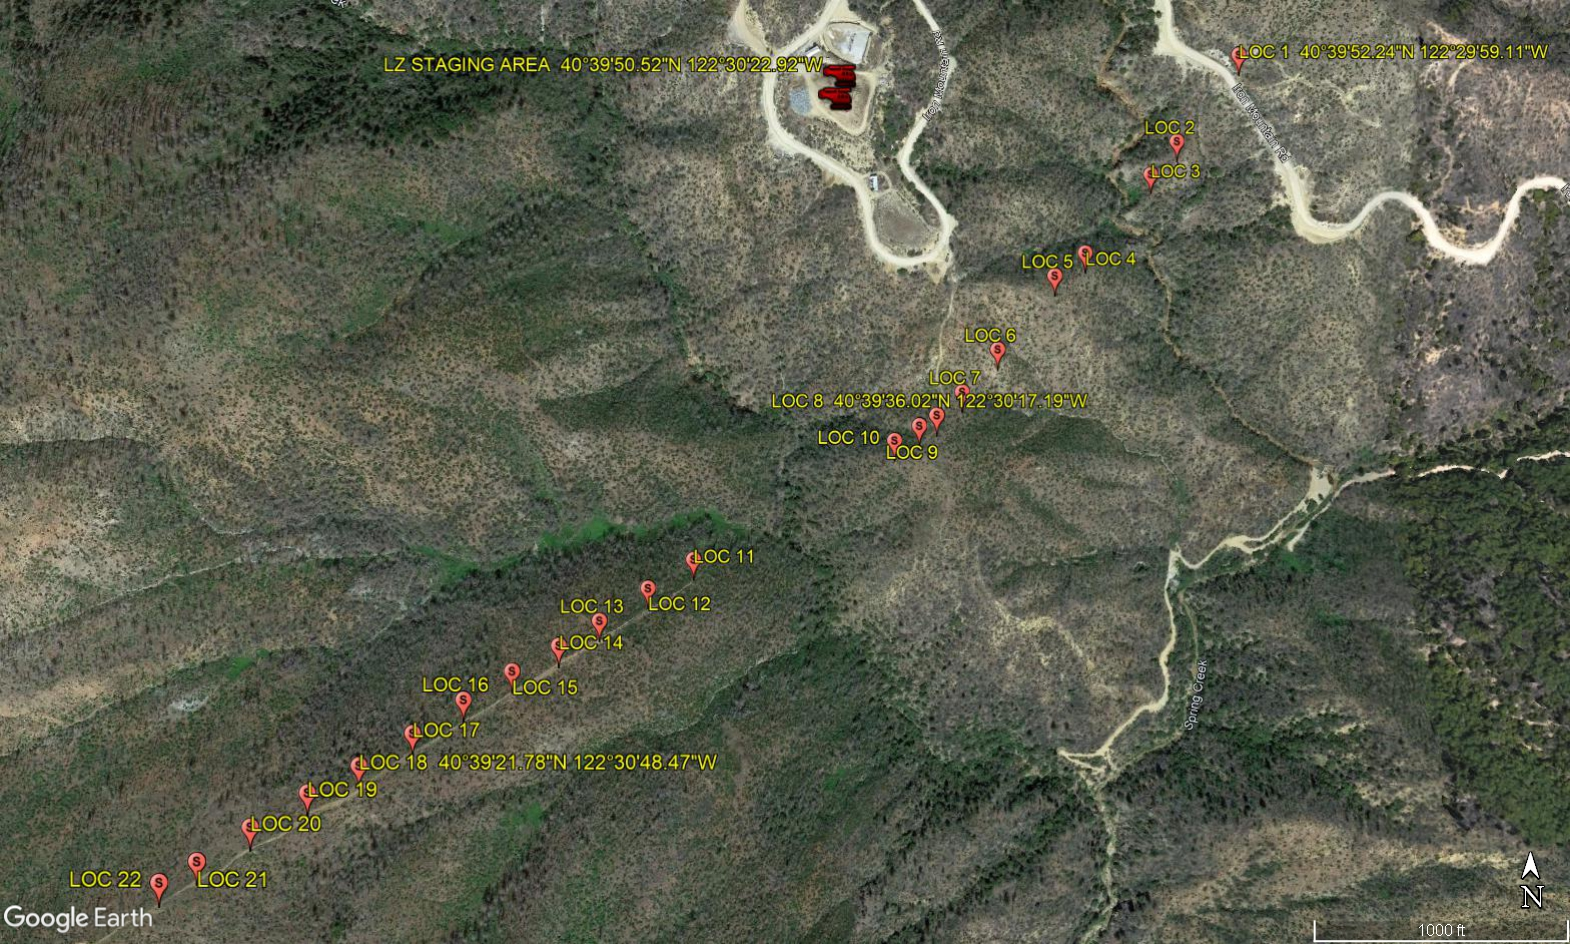 LZ STAGING AREA 40°39'50.52"N 122°30'22.92"W
LOC 1 40°39'52.24"N 122°29'59.11"W
Iron Mountain Rd
LOC 2
LOC 3
LOC 4
LOC 5
LOC 6
LOC 7
LOC 8 40°39'36.02"N 122°30'17.19"W
LOC 9
LOC 10
LOC 11
LOC 12
LOC 13
LOC 14
LOC 15
LOC 16
LOC 17
LOC 18 40°39'21.78"N 122°30'48.47"W
LOC 19
LOC 20
LOC 21
LOC 22
Spring Creek
Google Earth
N
1000 ft